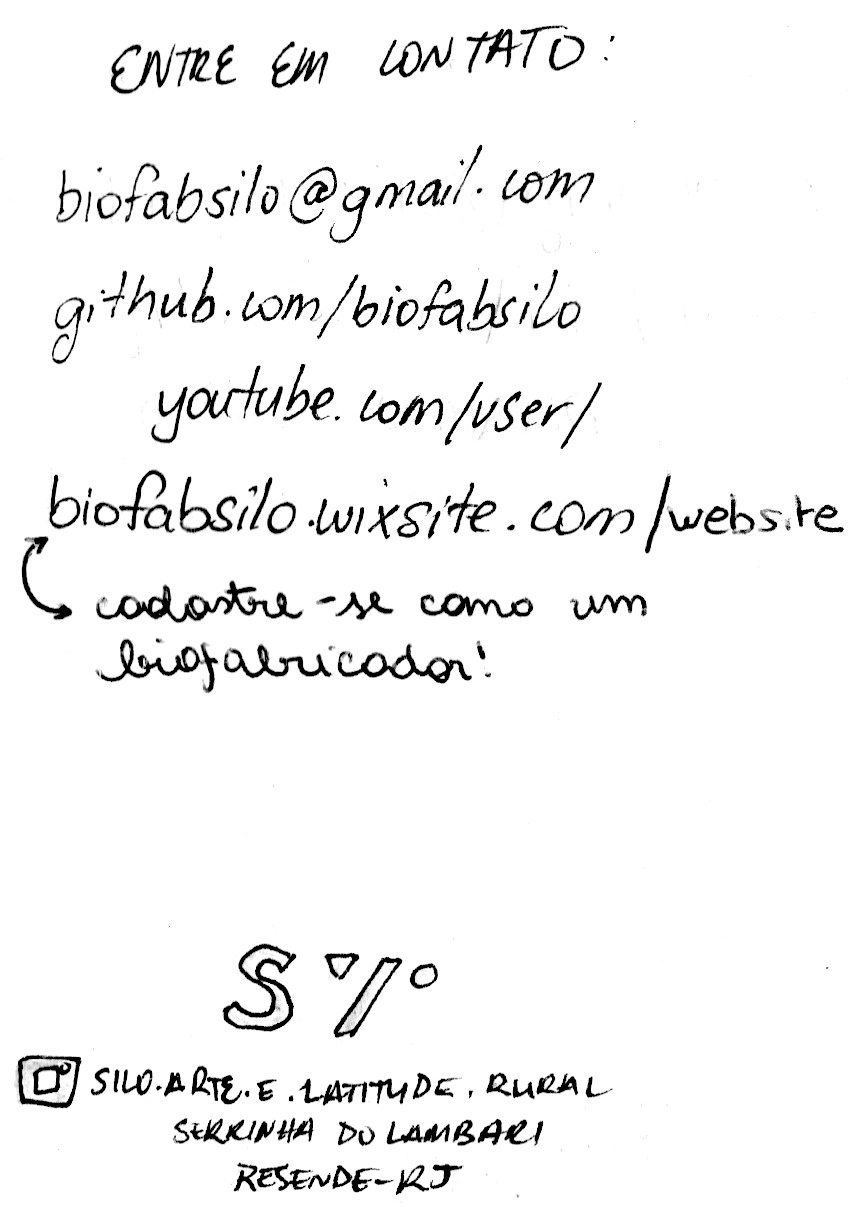 ENTRE EM CONTATO:
biofabsilo@gmail.com
github.com/biofabsilo
youtube.com/user/
biofabsilo.wixsite.com/website
cadastre-se como um
biofabricador!
SILO
SILO.ARTE.E.LATITUDE.RURAL
SERRINHA DO LAMBARI
RESENDE-RJ